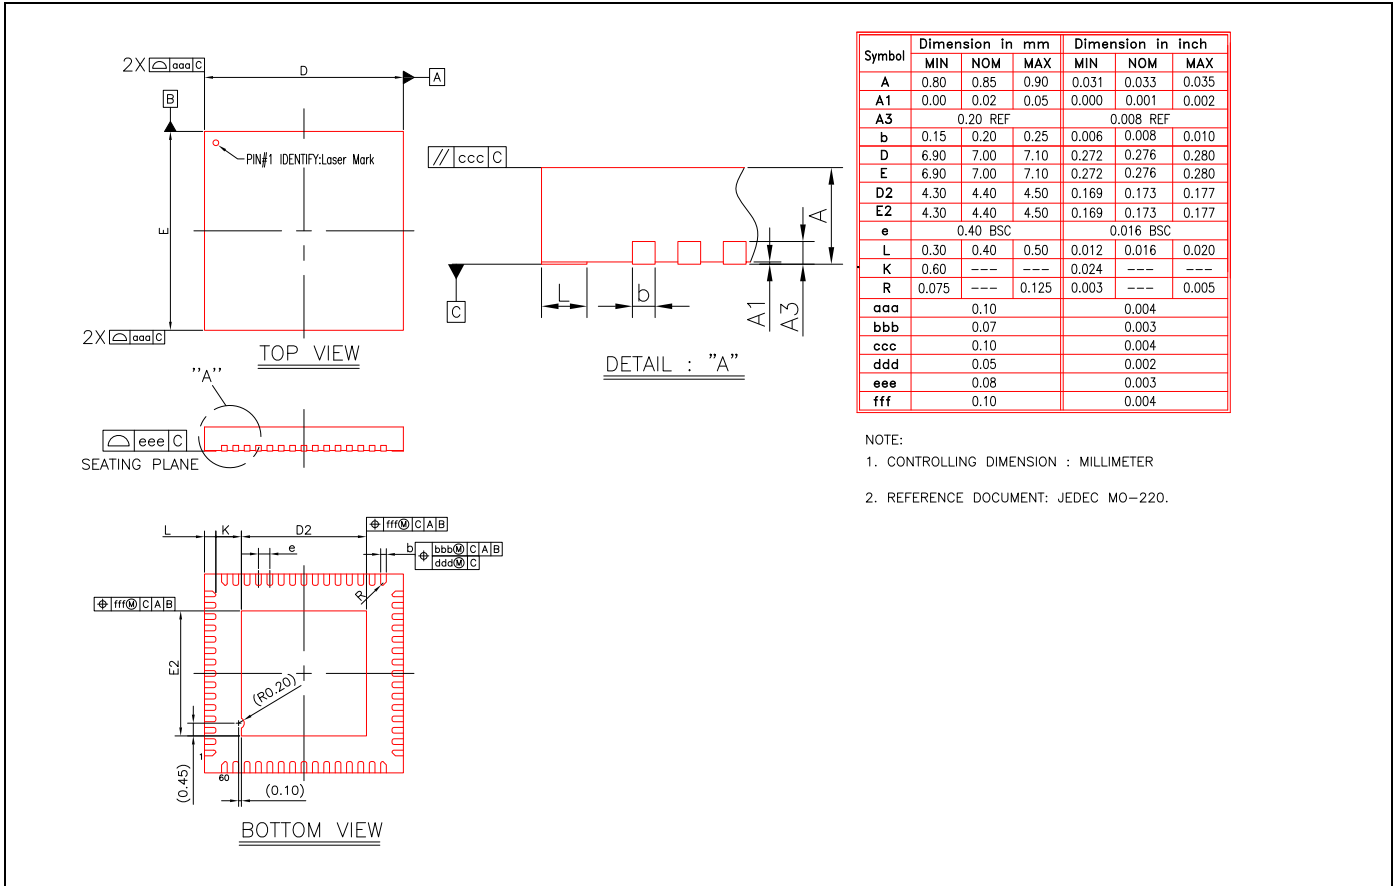 2X ⌓ aaa C
D
A
B
PIN#1 IDENTIFY:Laser Mark
E
2X ⌓ aaa C
TOP VIEW
// ccc C
A
C
L
b
A1
A3
DETAIL : "A"
''A''
⌓ eee C
SEATING PLANE
L
K
D2
⌖ fffⓂ C A B
e
b
⌖ bbbⓂ C A B
dddⓂ C
R
⌖ fffⓂ C A B
E2
(R0.20)
1
60
(0.45)
(0.10)
BOTTOM VIEW
Symbol Dimension in mm Dimension in inch
MIN NOM MAX MIN NOM MAX
A 0.80 0.85 0.90 0.031 0.033 0.035
A1 0.00 0.02 0.05 0.000 0.001 0.002
A3 0.20 REF 0.008 REF
b 0.15 0.20 0.25 0.006 0.008 0.010
D 6.90 7.00 7.10 0.272 0.276 0.280
E 6.90 7.00 7.10 0.272 0.276 0.280
D2 4.30 4.40 4.50 0.169 0.173 0.177
E2 4.30 4.40 4.50 0.169 0.173 0.177
e 0.40 BSC 0.016 BSC
L 0.30 0.40 0.50 0.012 0.016 0.020
K 0.60 --- --- 0.024 --- ---
R 0.075 --- 0.125 0.003 --- 0.005
aaa 0.10 0.004
bbb 0.07 0.003
ccc 0.10 0.004
ddd 0.05 0.002
eee 0.08 0.003
fff 0.10 0.004
NOTE:
1. CONTROLLING DIMENSION : MILLIMETER
2. REFERENCE DOCUMENT: JEDEC MO-220.